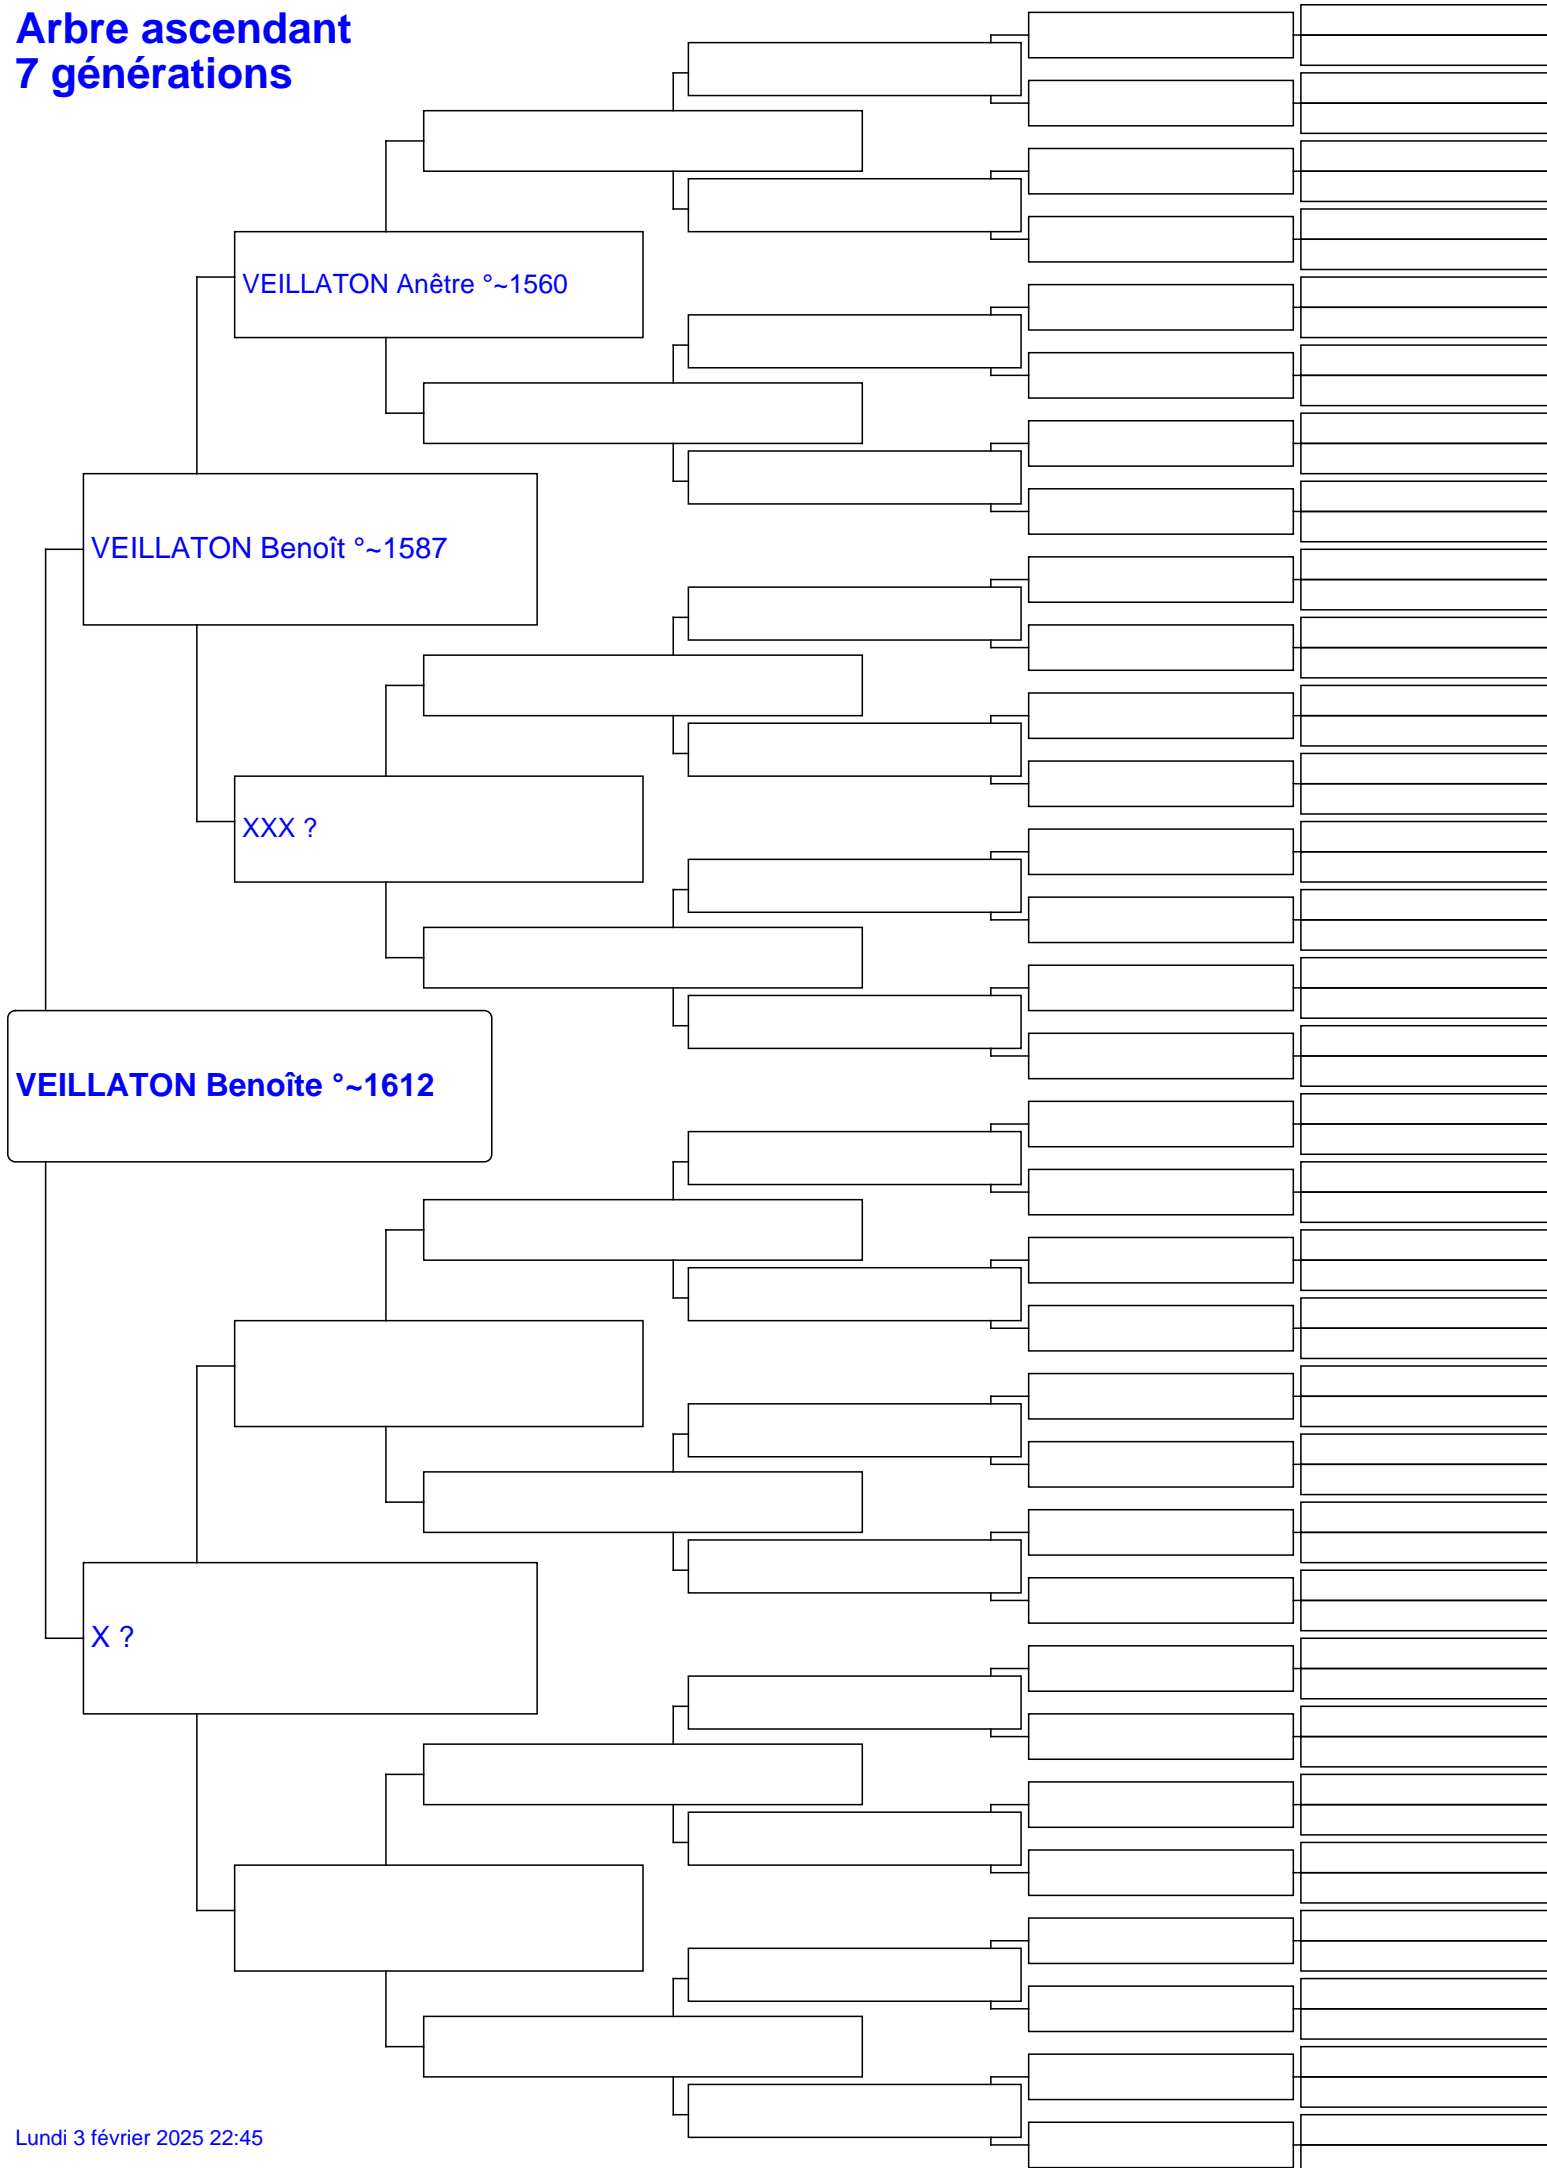 Arbre ascendant
7 générations
VEILLATON Anêtre °~1560
VEILLATON Benoît °~1587
XXX ?
VEILLATON Benoîte °~1612
X ?
Lundi 3 février 2025 22:45